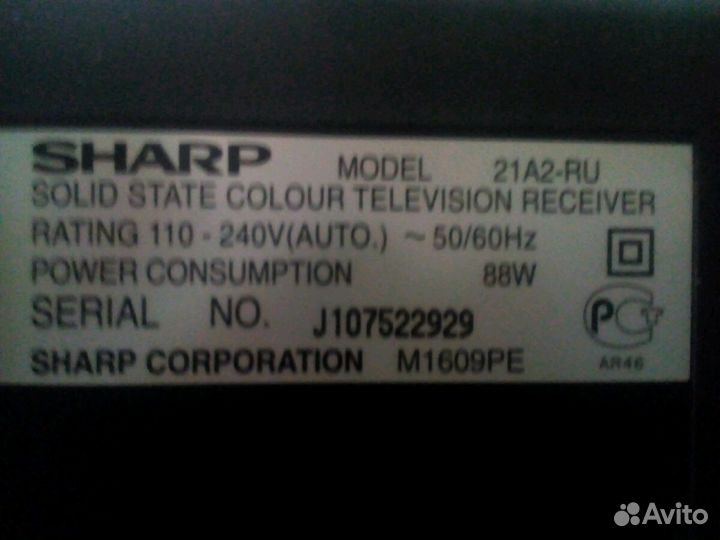 SHARP MODEL 21A2-RU
SOLID STATE COLOUR TELEVISION RECEIVER
RATING 110 - 240V(AUTO.) ~ 50/60Hz
POWER CONSUMPTION 88W
SERIAL NO. J107522929
SHARP CORPORATION M1609PE
РСТ
AR46
Avito